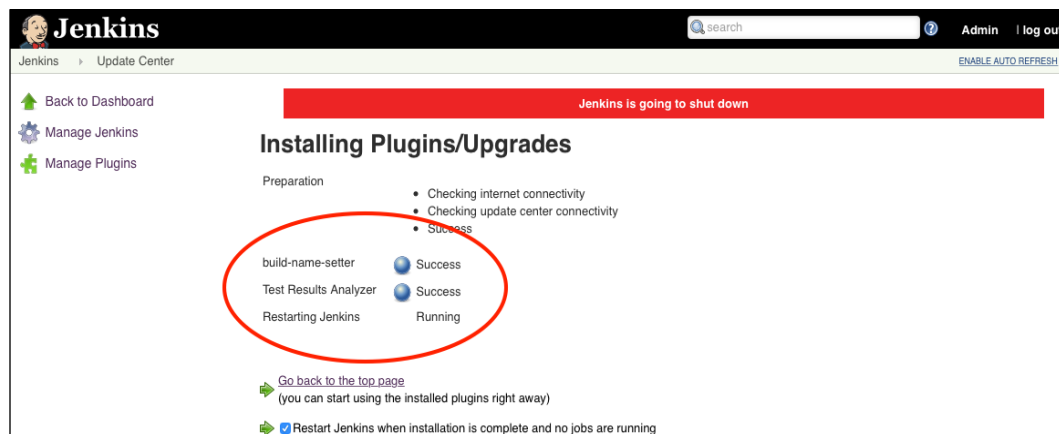 Jenkins
search
?
Admin
| log out
Jenkins
Update Center
ENABLE AUTO REFRESH
Back to Dashboard
Manage Jenkins
Manage Plugins
Jenkins is going to shut down
Installing Plugins/Upgrades
Preparation
• Checking internet connectivity
• Checking update center connectivity
• Success
build-name-setter Success
Test Results Analyzer Success
Restarting Jenkins Running
Go back to the top page
(you can start using the installed plugins right away)
Restart Jenkins when installation is complete and no jobs are running